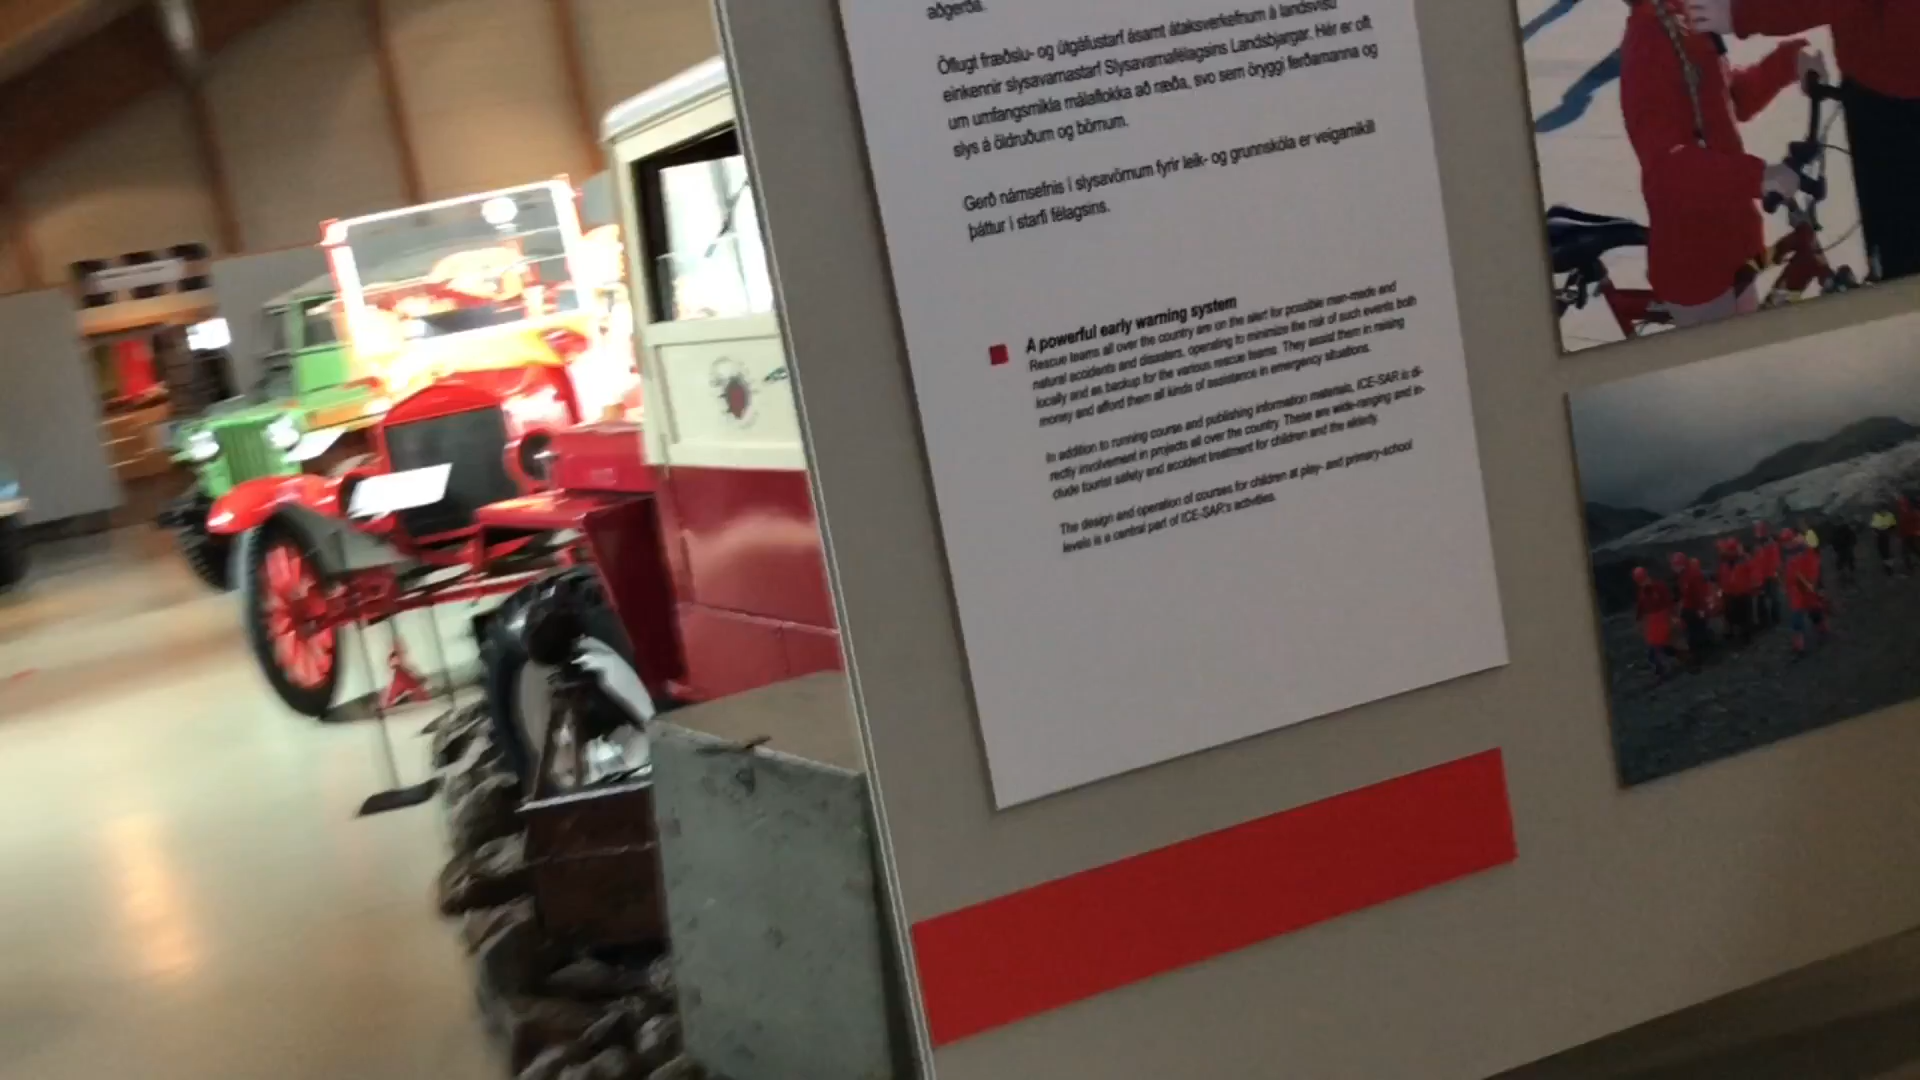 aðgerða.
Öflugt fræðslu- og útgáfustarf ásamt átaksverkefnum á landsvísu
einkennir slysavarnastarf Slysavarnafélagsins Landsbjargar. Hér er oft
um umfangsmikla málaflokka að ræða, svo sem öryggi ferðamanna og
slys á öldruðum og börnum.
Gerð námsefnis í slysavörnum fyrir leik- og grunnskóla er veigamikill
þáttur í starfi félagsins.
A powerful early warning system
Rescue teams all over the country are on the alert for possible man-made and
natural accidents and disasters, operating to minimize the risk of such events both
locally and as backup for the various rescue teams. They assist them in raising
money and afford them all kinds of assistance in emergency situations.
In addition to running course and publishing information materials, ICE-SAR is di-
rectly involvement in projects all over the country. These are wide-ranging and in-
clude tourist safety and accident treatment for children and the elderly.
The design and operation of courses for children at play- and primary-school
levels is a central part of ICE-SAR's activities.